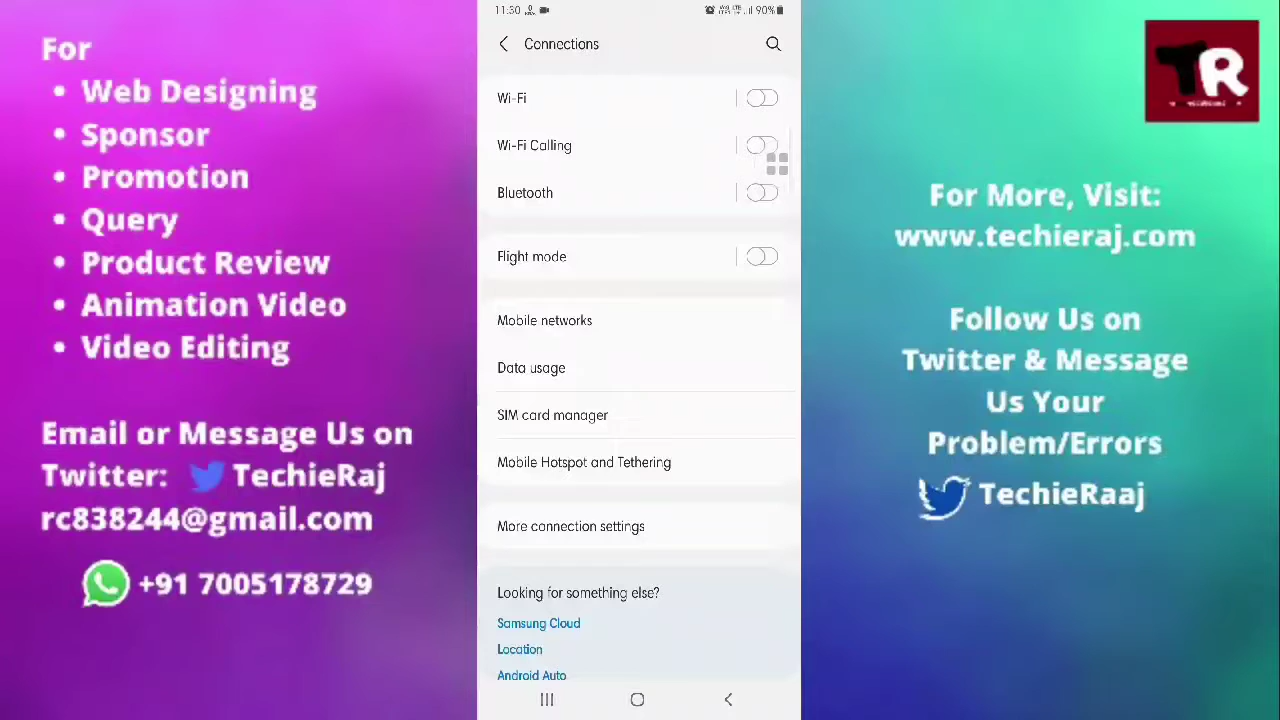 For
• Web Designing
• Sponsor
• Promotion
• Query
• Product Review
• Animation Video
• Video Editing
Email or Message Us on
Twitter: TechieRaj
rc838244@gmail.com
+91 7005178729
11:30 90%
Connections
Wi-Fi
Wi-Fi Calling
Bluetooth
Flight mode
Mobile networks
Data usage
SIM card manager
Mobile Hotspot and Tethering
More connection settings
Looking for something else?
Samsung Cloud
Location
Android Auto
TR
For More, Visit:
www.techieraj.com
Follow Us on
Twitter & Message
Us Your
Problem/Errors
TechieRaaj